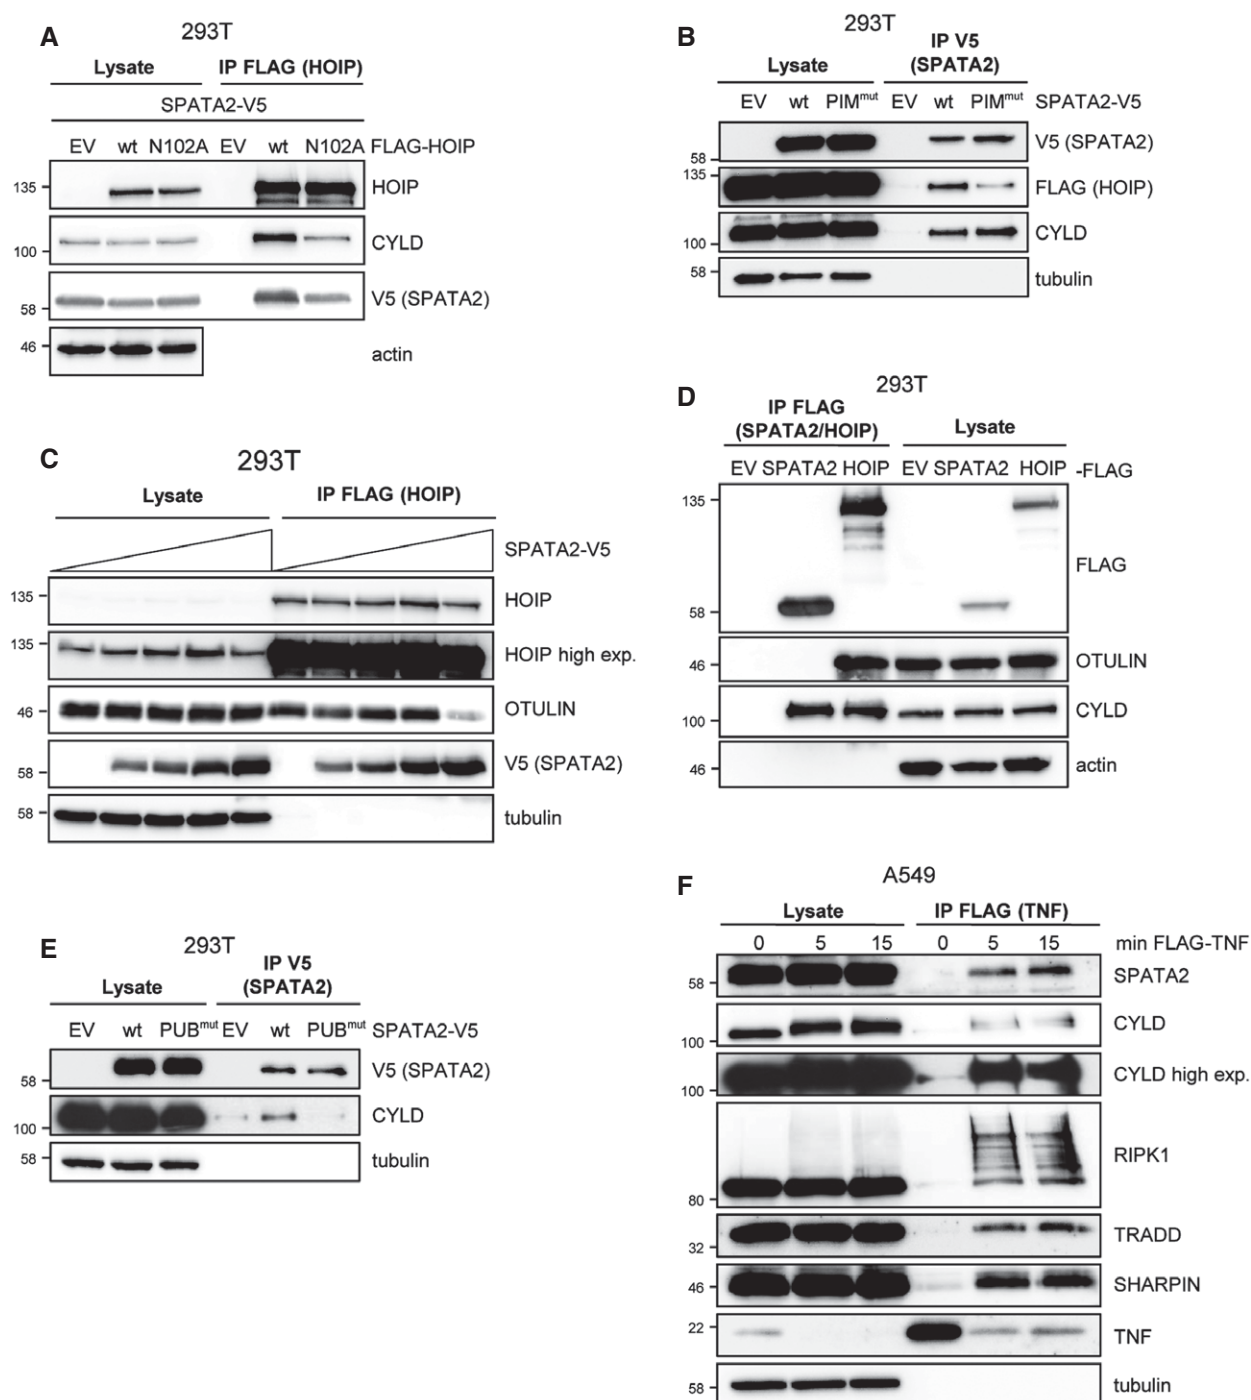 A
293T
Lysate IP FLAG (HOIP)
SPATA2-V5
EV wt N102A EV wt N102A FLAG-HOIP
135 HOIP
CYLD
100
V5 (SPATA2)
58
46 actin
B
293T
IP V5
Lysate (SPATA2)
EV wt PIMmut EV wt PIMmut SPATA2-V5
V5 (SPATA2)
58
135
FLAG (HOIP)
CYLD
100
58 tubulin
C
293T
Lysate IP FLAG (HOIP)
SPATA2-V5
135 HOIP
135 HOIP high exp.
46 OTULIN
V5 (SPATA2)
58
58 tubulin
D
293T
IP FLAG
(SPATA2/HOIP) Lysate
EV SPATA2 HOIP EV SPATA2 HOIP -FLAG
135
FLAG
58
46 OTULIN
CYLD
100
46 actin
E
293T
IP V5
Lysate (SPATA2)
EV wt PUBmut EV wt PUBmut SPATA2-V5
V5 (SPATA2)
58
CYLD
100
58 tubulin
F
A549
Lysate IP FLAG (TNF)
0 5 15 0 5 15 min FLAG-TNF
SPATA2
58
CYLD
100
CYLD high exp.
100
RIPK1
80
TRADD
32
46 SHARPIN
22 TNF
58 tubulin